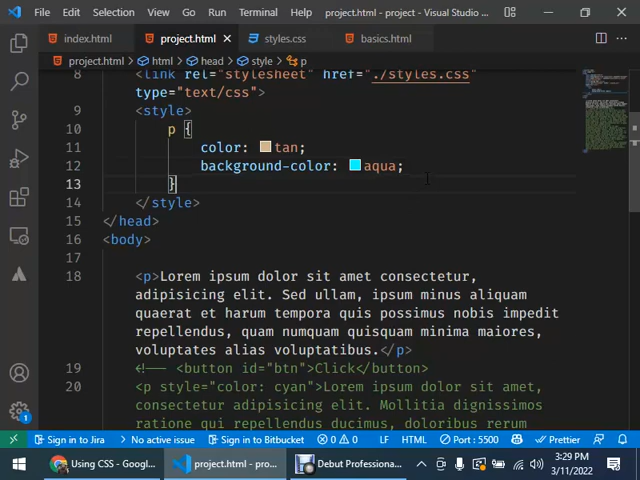 File Edit Selection View Go Run Terminal Help project.html - project - Visual Studio ...
index.html project.html styles.css basics.html
project.html > html > head > style > p
8 <link rel="stylesheet" href="./styles.css"
type="text/css">
9 <style>
10 p {
11 color: tan;
12 background-color: aqua;
13 }
14 </style>
15 </head>
16 <body>
17
18 <p>Lorem ipsum dolor sit amet consectetur,
adipisicing elit. Sed ullam, ipsum minus aliquam
quaerat et harum tempora quis possimus nobis impedit
repellendus, quam numquam quisquam minima maiores,
voluptates alias voluptatibus.</p>
19 <!-- <button id="btn">Click</button>
20 <p style="color: cyan">Lorem ipsum dolor sit amet
consectetur adipisicing elit. Mollitia dignissimos
ratione fugiat fugit adipisci, doloribus rerum
1
Sign in to Jira No active issue Sign in to Bitbucket 0 0 LF HTML Port : 5500 Prettier
Using CSS - Googl... project.html - pro... Debut Professiona... 3:29 PM
3/11/2022